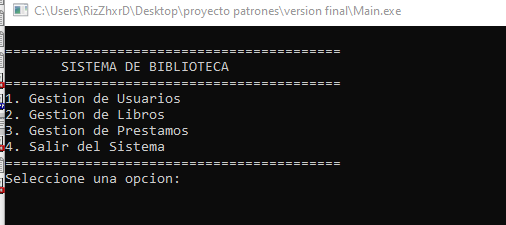 C:\Users\RizZhxrD\Desktop\proyecto patrones\version final\Main.exe
==========================================
SISTEMA DE BIBLIOTECA
==========================================
1. Gestion de Usuarios
2. Gestion de Libros
3. Gestion de Prestamos
4. Salir del Sistema
==========================================
Seleccione una opcion: